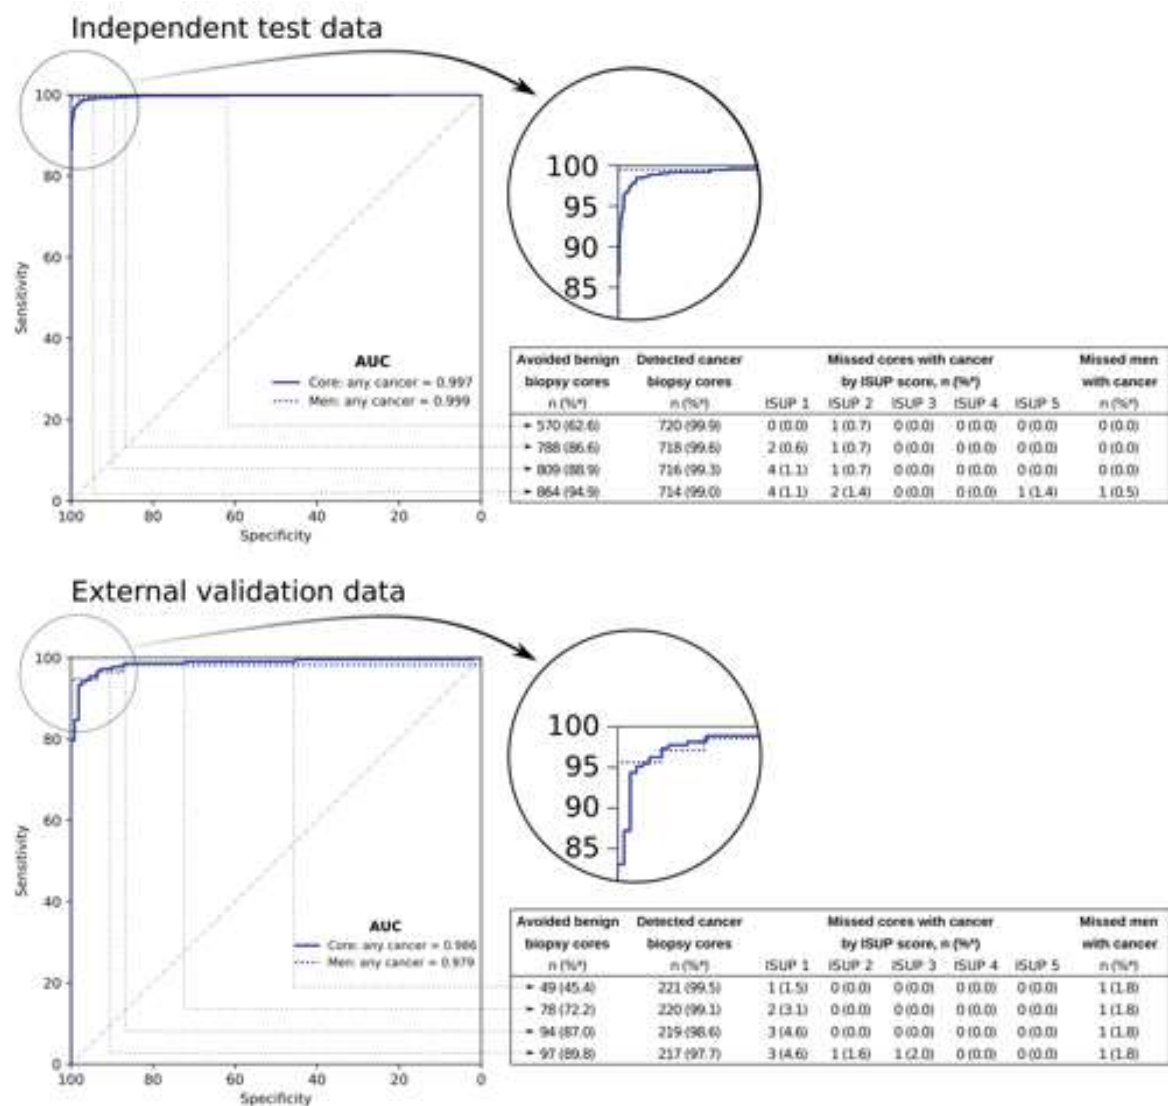 Independent test data
100
80
60
40
20
0
Sensitivity
100 80 60 40 20 0
Specificity
AUC
Core: any cancer = 0.997
Men: any cancer = 0.999
100
95
90
85
Avoided benign Detected cancer Missed cores with cancer Missed men
biopsy cores biopsy cores by ISUP score, n (%*) with cancer
n (%*) n (%*) ISUP 1 ISUP 2 ISUP 3 ISUP 4 ISUP 5 n (%*)
570 (62.6) 720 (99.9) 0 (0.0) 1 (0.7) 0 (0.0) 0 (0.0) 0 (0.0) 0 (0.0)
788 (86.6) 718 (99.6) 2 (0.6) 1 (0.7) 0 (0.0) 0 (0.0) 0 (0.0) 0 (0.0)
809 (88.9) 716 (99.3) 4 (1.1) 1 (0.7) 0 (0.0) 0 (0.0) 0 (0.0) 0 (0.0)
864 (94.9) 714 (99.0) 4 (1.1) 2 (1.4) 0 (0.0) 0 (0.0) 1 (1.4) 1 (0.5)
External validation data
100
80
60
40
20
0
Sensitivity
100 80 60 40 20 0
Specificity
AUC
Core: any cancer = 0.986
Men: any cancer = 0.979
100
95
90
85
Avoided benign Detected cancer Missed cores with cancer Missed men
biopsy cores biopsy cores by ISUP score, n (%*) with cancer
n (%*) n (%*) ISUP 1 ISUP 2 ISUP 3 ISUP 4 ISUP 5 n (%*)
49 (45.4) 221 (99.5) 1 (1.5) 0 (0.0) 0 (0.0) 0 (0.0) 0 (0.0) 1 (1.8)
78 (72.2) 220 (99.1) 2 (3.1) 0 (0.0) 0 (0.0) 0 (0.0) 0 (0.0) 1 (1.8)
94 (87.0) 219 (98.6) 3 (4.6) 0 (0.0) 0 (0.0) 0 (0.0) 0 (0.0) 1 (1.8)
97 (89.8) 217 (97.7) 3 (4.6) 1 (1.6) 1 (2.0) 0 (0.0) 0 (0.0) 1 (1.8)